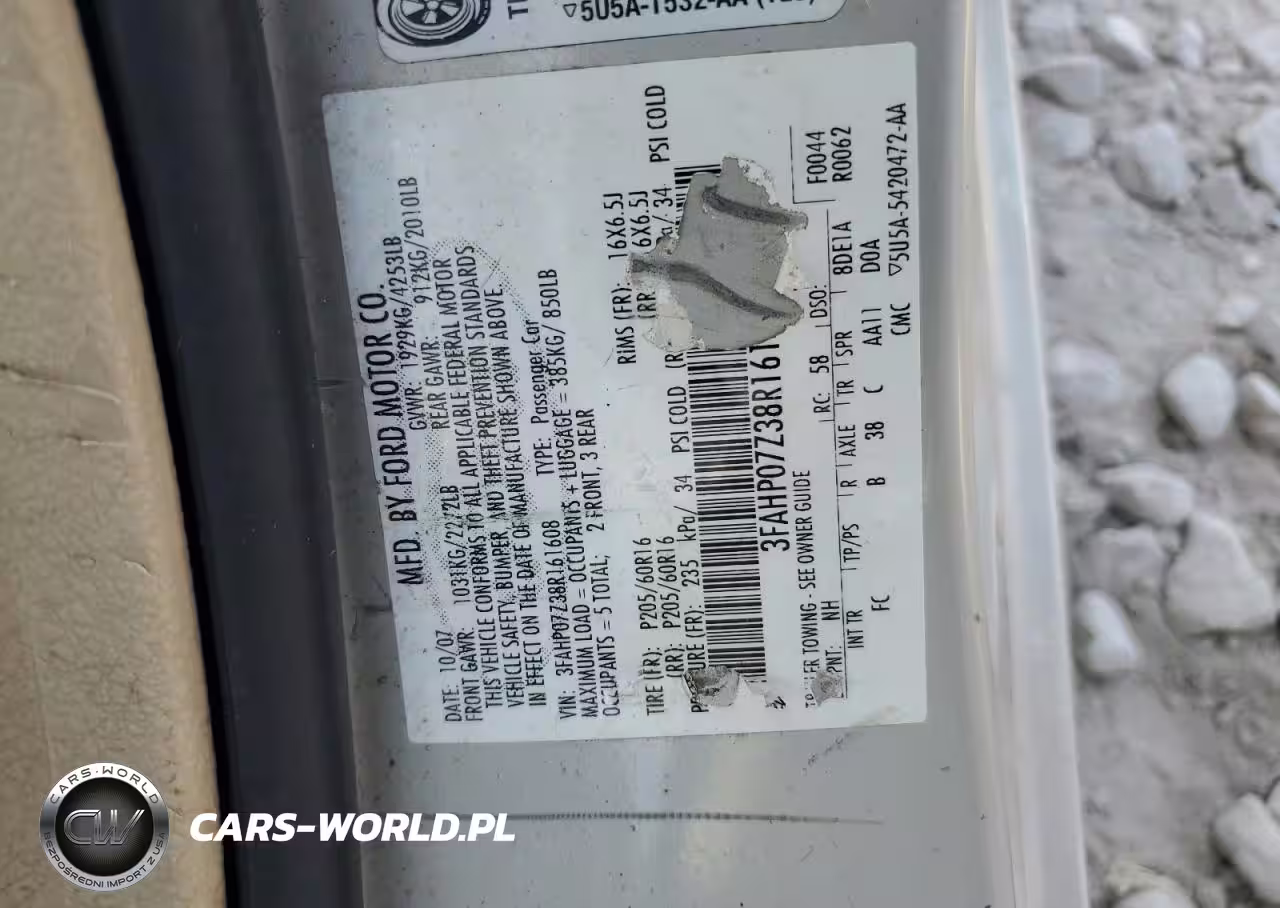 5U5A-1532-AA
MFD. BY FORD MOTOR CO.
DATE: 10/07 GVWR: 1929KG/4253LB
FRONT GAWR: 1031KG/2272LB REAR GAWR: 912KG/2010LB
THIS VEHICLE CONFORMS TO ALL APPLICABLE FEDERAL MOTOR
VEHICLE SAFETY, BUMPER, AND THEFT PREVENTION STANDARDS
IN EFFECT ON THE DATE OF MANUFACTURE SHOWN ABOVE.
VIN: 3FAHP07Z38R161608 TYPE: Passenger Car
MAXIMUM LOAD = OCCUPANTS + LUGGAGE = 385KG/ 850LB
OCCUPANTS = 5 TOTAL; 2 FRONT, 3 REAR
TIRE (FR): P205/60R16 RIMS (FR): 16X6.5J
(RR): P205/60R16 (RR 6X6.5J
URE (FR): 235 kPa/ 34 PSI COLD (R / 34 PSI COLD
3FAHP07Z38R161
ER TOWING - SEE OWNER GUIDE
PNT: NH RC: 58 DSO: F0044
INT TR TP/PS R AXLE TR SPR 8DE1A R0062
FC B 38 C AA11 DOA
CMC ▽5U5A-5420472-AA
CARS-WORLD
CW
BEZPOŚREDNI IMPORT Z USA
CARS-WORLD.PL